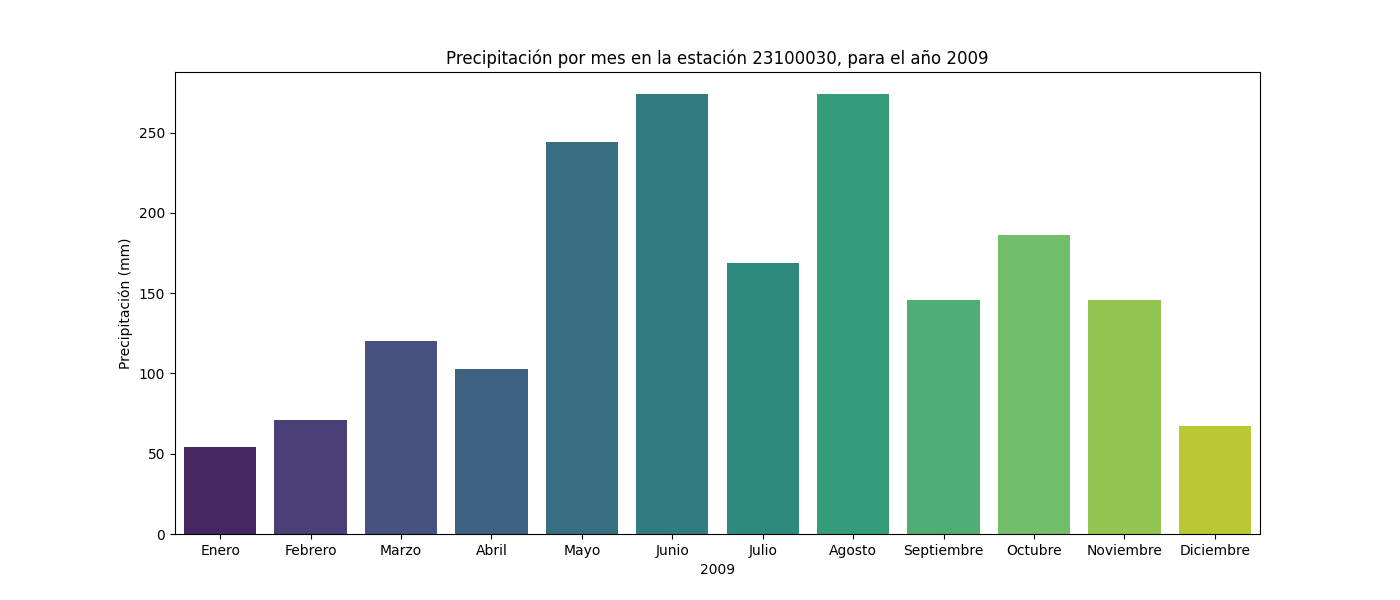 Precipitación por mes en la estación 23100030, para el año 2009
Precipitación (mm)
250
200
150
100
50
0
Enero Febrero Marzo Abril Mayo Junio Julio Agosto Septiembre Octubre Noviembre Diciembre
2009